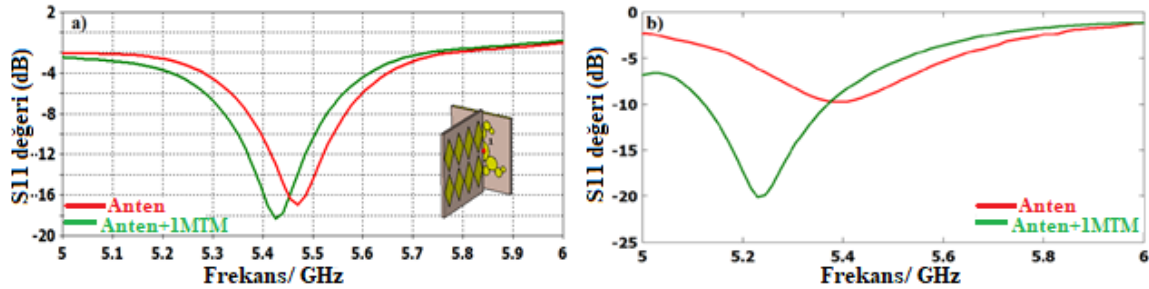 a)
S11 değeri (dB)
2
-4
-8
-12
-16
-20
Anten
Anten+1MTM
5 5.1 5.2 5.3 5.4 5.5 5.6 5.7 5.8 5.9 6
Frekans/ GHz
b)
S11 değeri (dB)
0
-5
-10
-15
-20
-25
Anten
Anten+1MTM
5 5.2 5.4 5.6 5.8 6
Frekans/ GHz